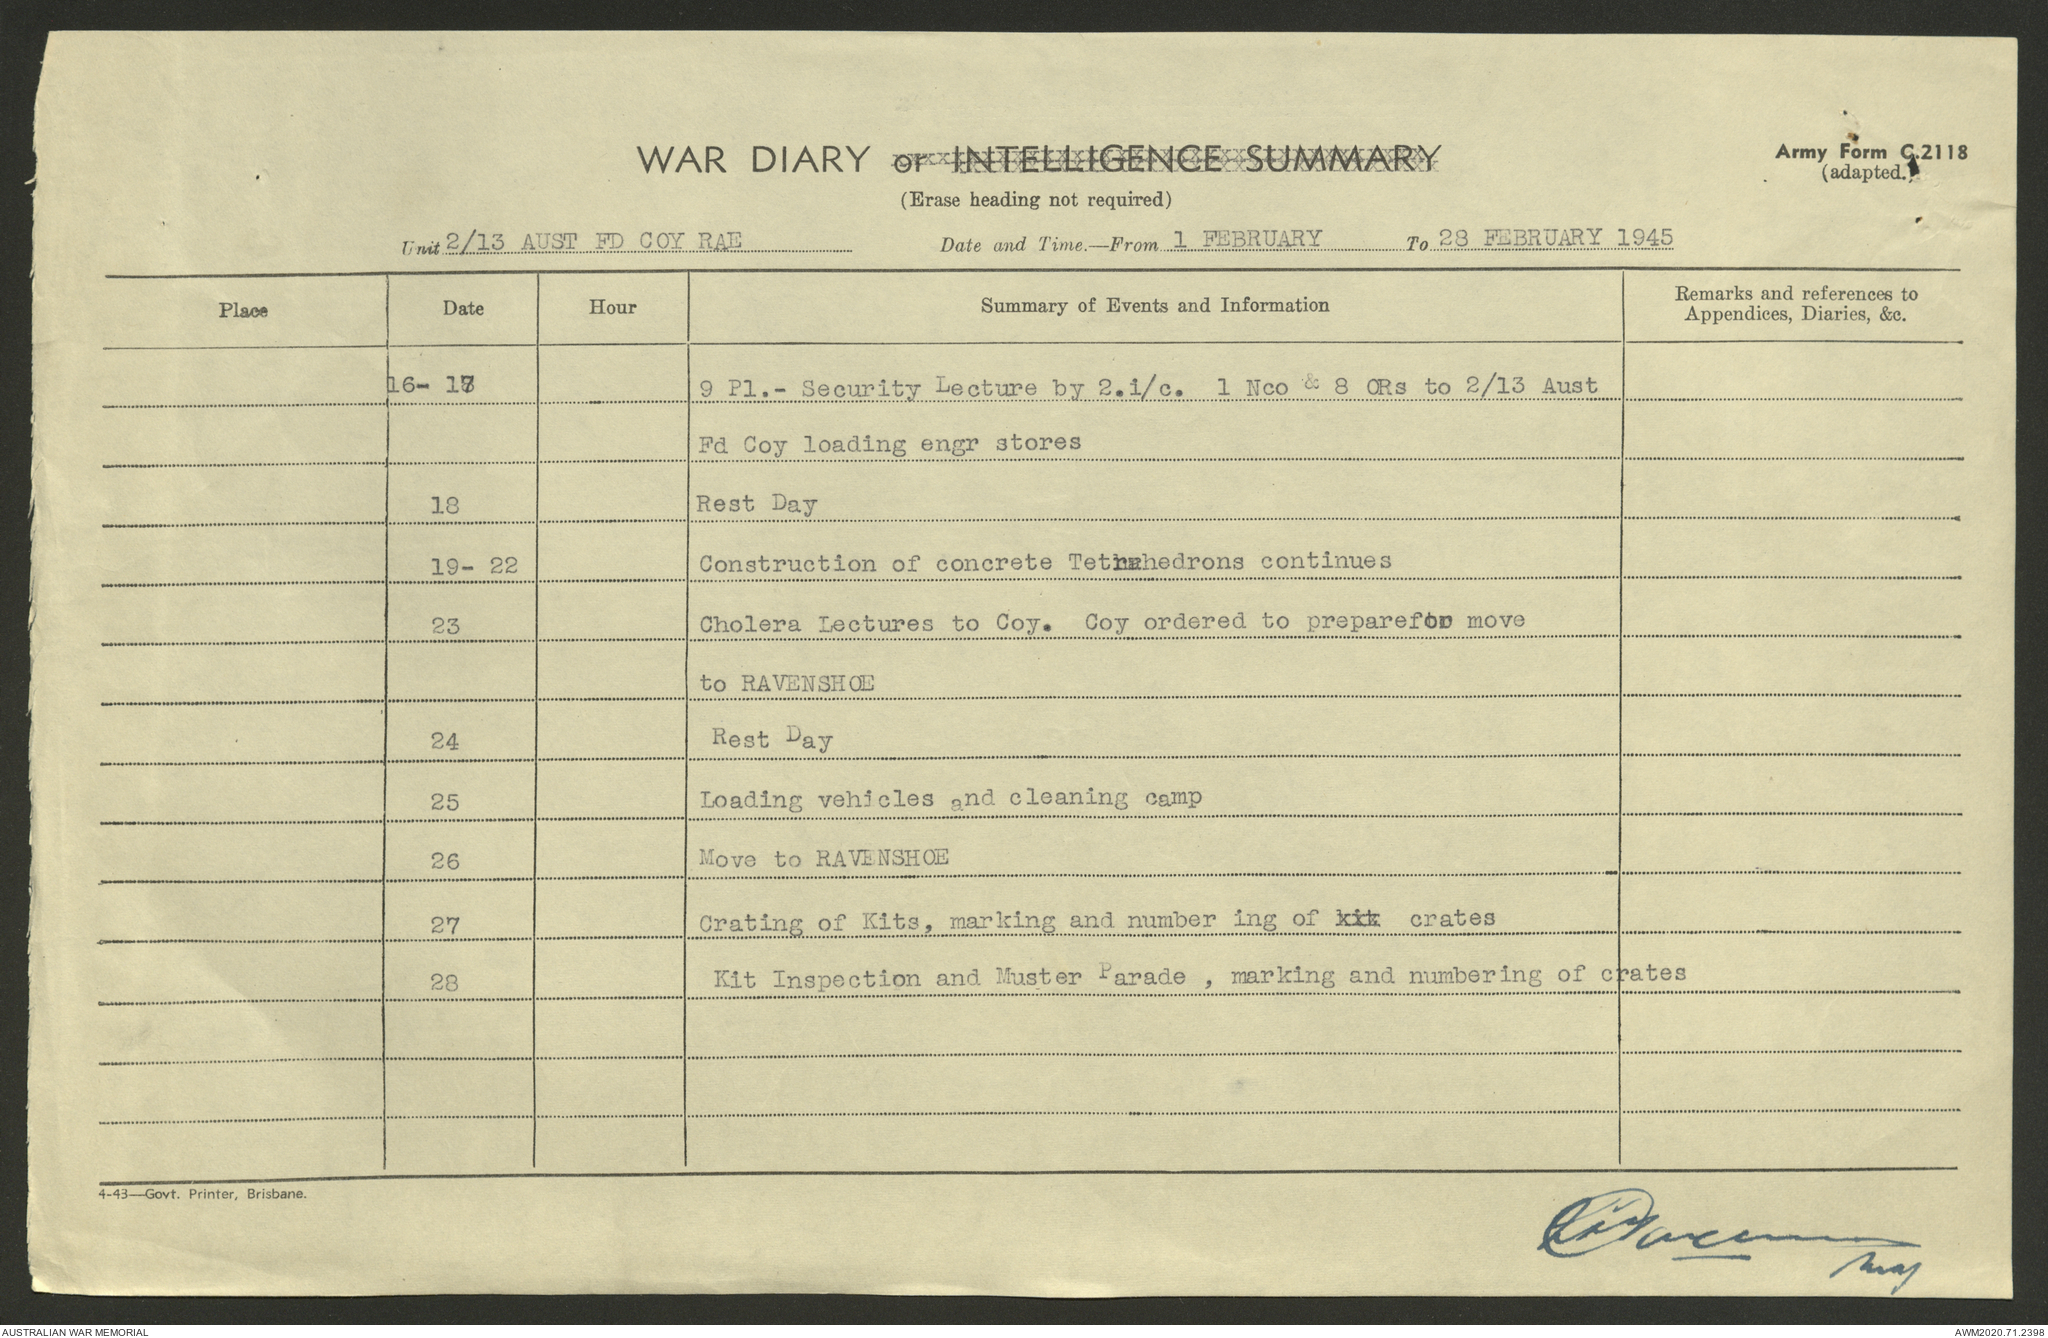 WAR DIARY or INTELLIGENCE SUMMARY
(Erase heading not required)
Army Form C.2118
(adapted.)
Unit 2/13 AUST FD COY RAE Date and Time.—From 1 FEBRUARY To 28 FEBRUARY 1945
Place Date Hour Summary of Events and Information Remarks and references to
Appendices, Diaries, &c.
16- 17 9 Pl.- Security Lecture by 2.i/c. 1 Nco & 8 ORs to 2/13 Aust
Fd Coy loading engr stores
18 Rest Day
19- 22 Construction of concrete Tetrahedrons continues
23 Cholera Lectures to Coy. Coy ordered to preparefor move
to RAVENSHOE
24 Rest Day
25 Loading vehicles and cleaning camp
26 Move to RAVENSHOE
27 Crating of Kits, marking and number ing of kit crates
28 Kit Inspection and Muster Parade , marking and numbering of crates
4-43—Govt. Printer, Brisbane.
Maj
AUSTRALIAN WAR MEMORIAL AWM2020.71.2398